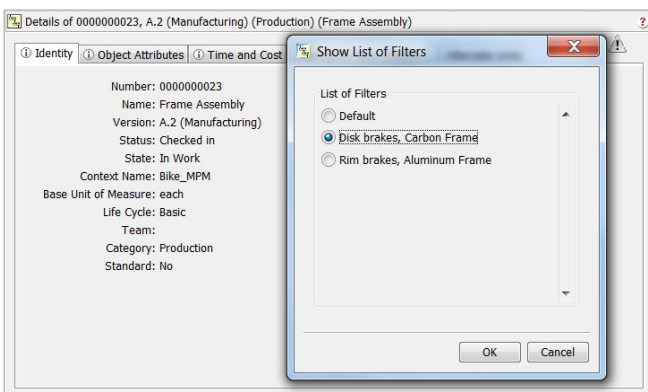 Details of 0000000023, A.2 (Manufacturing) (Production) (Frame Assembly)
?
Identity
Object Attributes
Time and Cost
Number: 0000000023
Name: Frame Assembly
Version: A.2 (Manufacturing)
Status: Checked in
State: In Work
Context Name: Bike_MPM
Base Unit of Measure: each
Life Cycle: Basic
Team:
Category: Production
Standard: No
Show List of Filters
List of Filters
Default
Disk brakes, Carbon Frame
Rim brakes, Aluminum Frame
OK
Cancel